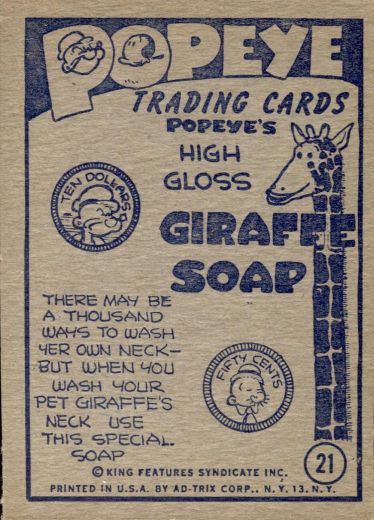 POPEYE
TRADING CARDS
POPEYE'S
HIGH
GLOSS
GIRAFFE
SOAP
TEN DOLLARS
THERE MAY BE
A THOUSAND
WAYS TO WASH
YER OWN NECK—
BUT WHEN YOU
WASH YOUR
PET GIRAFFE'S
NECK USE
THIS SPECIAL
SOAP
FIFTY CENTS
© KING FEATURES SYNDICATE INC.
PRINTED IN U.S.A. BY AD-TRIX CORP., N.Y. 13, N.Y.
21